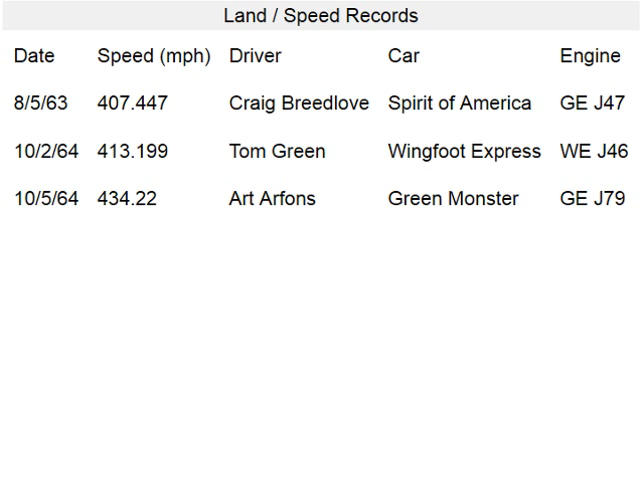 Land / Speed Records
Date Speed (mph) Driver Car Engine
8/5/63 407.447 Craig Breedlove Spirit of America GE J47
10/2/64 413.199 Tom Green Wingfoot Express WE J46
10/5/64 434.22 Art Arfons Green Monster GE J79